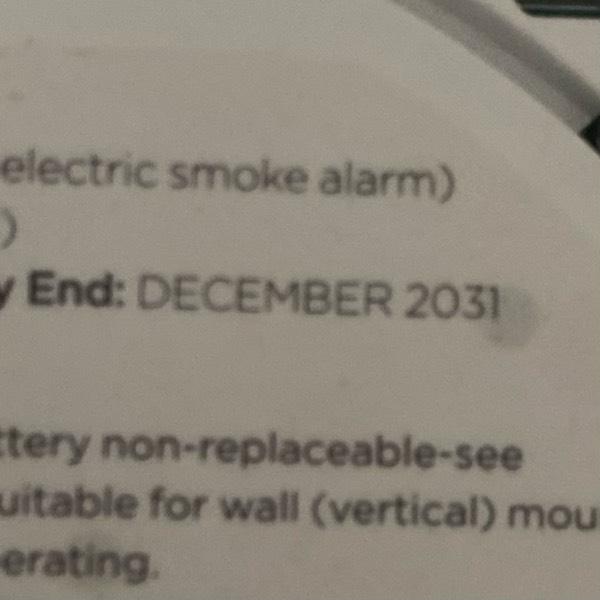 electric smoke alarm)
)
y End: DECEMBER 2031
ttery non-replaceable-see
uitable for wall (vertical) mou
erating.